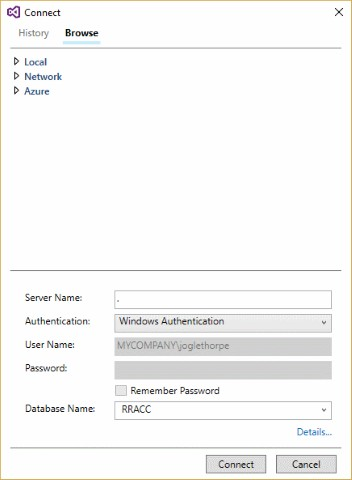 Connect
History Browse
Local
Network
Azure
Server Name: .
Authentication: Windows Authentication
User Name: MYCOMPANY\joglethorpe
Password:
Remember Password
Database Name: RRACC
Details...
Connect Cancel